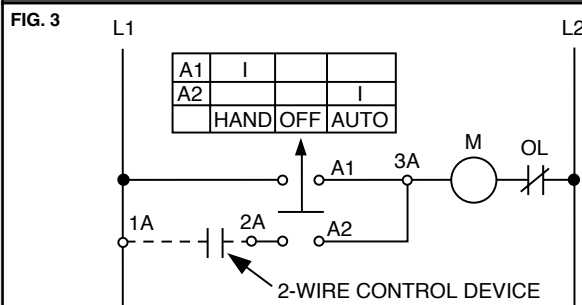 FIG. 3
L1
L2
A1 I
A2 I
HAND OFF AUTO
M
OL
A1
3A
1A
2A
A2
2-WIRE CONTROL DEVICE